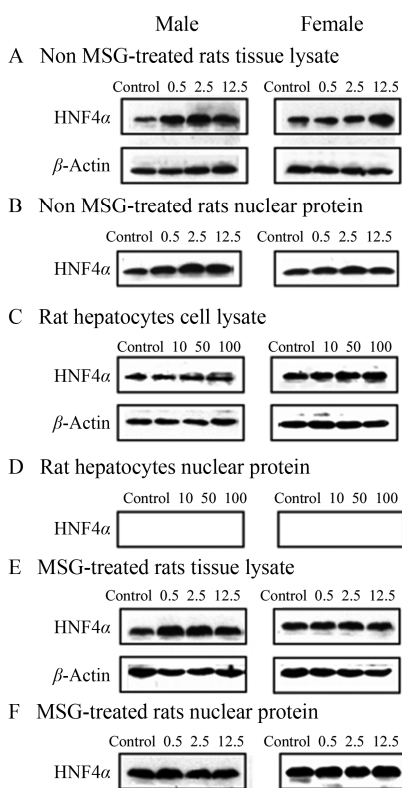 Male Female
A Non MSG-treated rats tissue lysate
Control 0.5 2.5 12.5 Control 0.5 2.5 12.5
HNF4α
β-Actin
B Non MSG-treated rats nuclear protein
Control 0.5 2.5 12.5 Control 0.5 2.5 12.5
HNF4α
C Rat hepatocytes cell lysate
Control 10 50 100 Control 10 50 100
HNF4α
β-Actin
D Rat hepatocytes nuclear protein
Control 10 50 100 Control 10 50 100
HNF4α
E MSG-treated rats tissue lysate
Control 0.5 2.5 12.5 Control 0.5 2.5 12.5
HNF4α
β-Actin
F MSG-treated rats nuclear protein
Control 0.5 2.5 12.5 Control 0.5 2.5 12.5
HNF4α